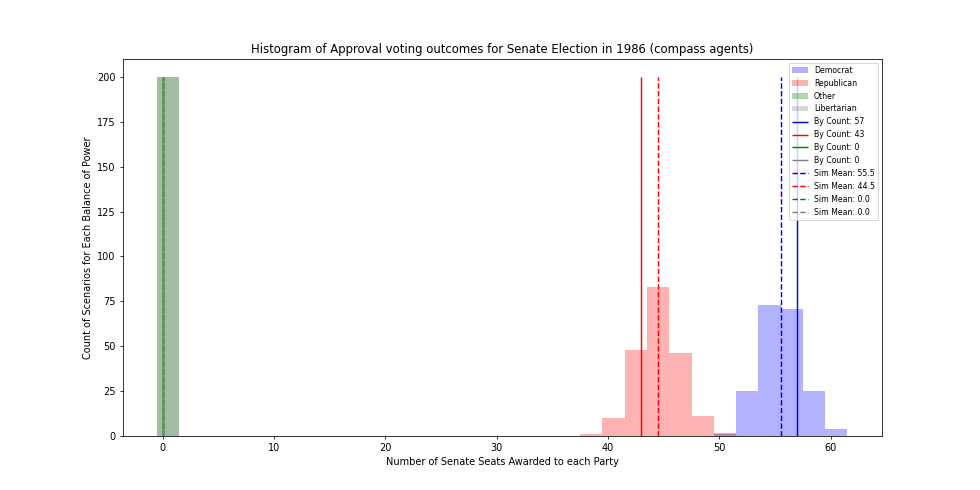 Histogram of Approval voting outcomes for Senate Election in 1986 (compass agents)
Democrat
Republican
Other
Libertarian
By Count: 57
By Count: 43
By Count: 0
By Count: 0
Sim Mean: 55.5
Sim Mean: 44.5
Sim Mean: 0.0
Sim Mean: 0.0
Count of Scenarios for Each Balance of Power
200
175
150
125
100
75
50
25
0
0 10 20 30 40 50 60
Number of Senate Seats Awarded to each Party